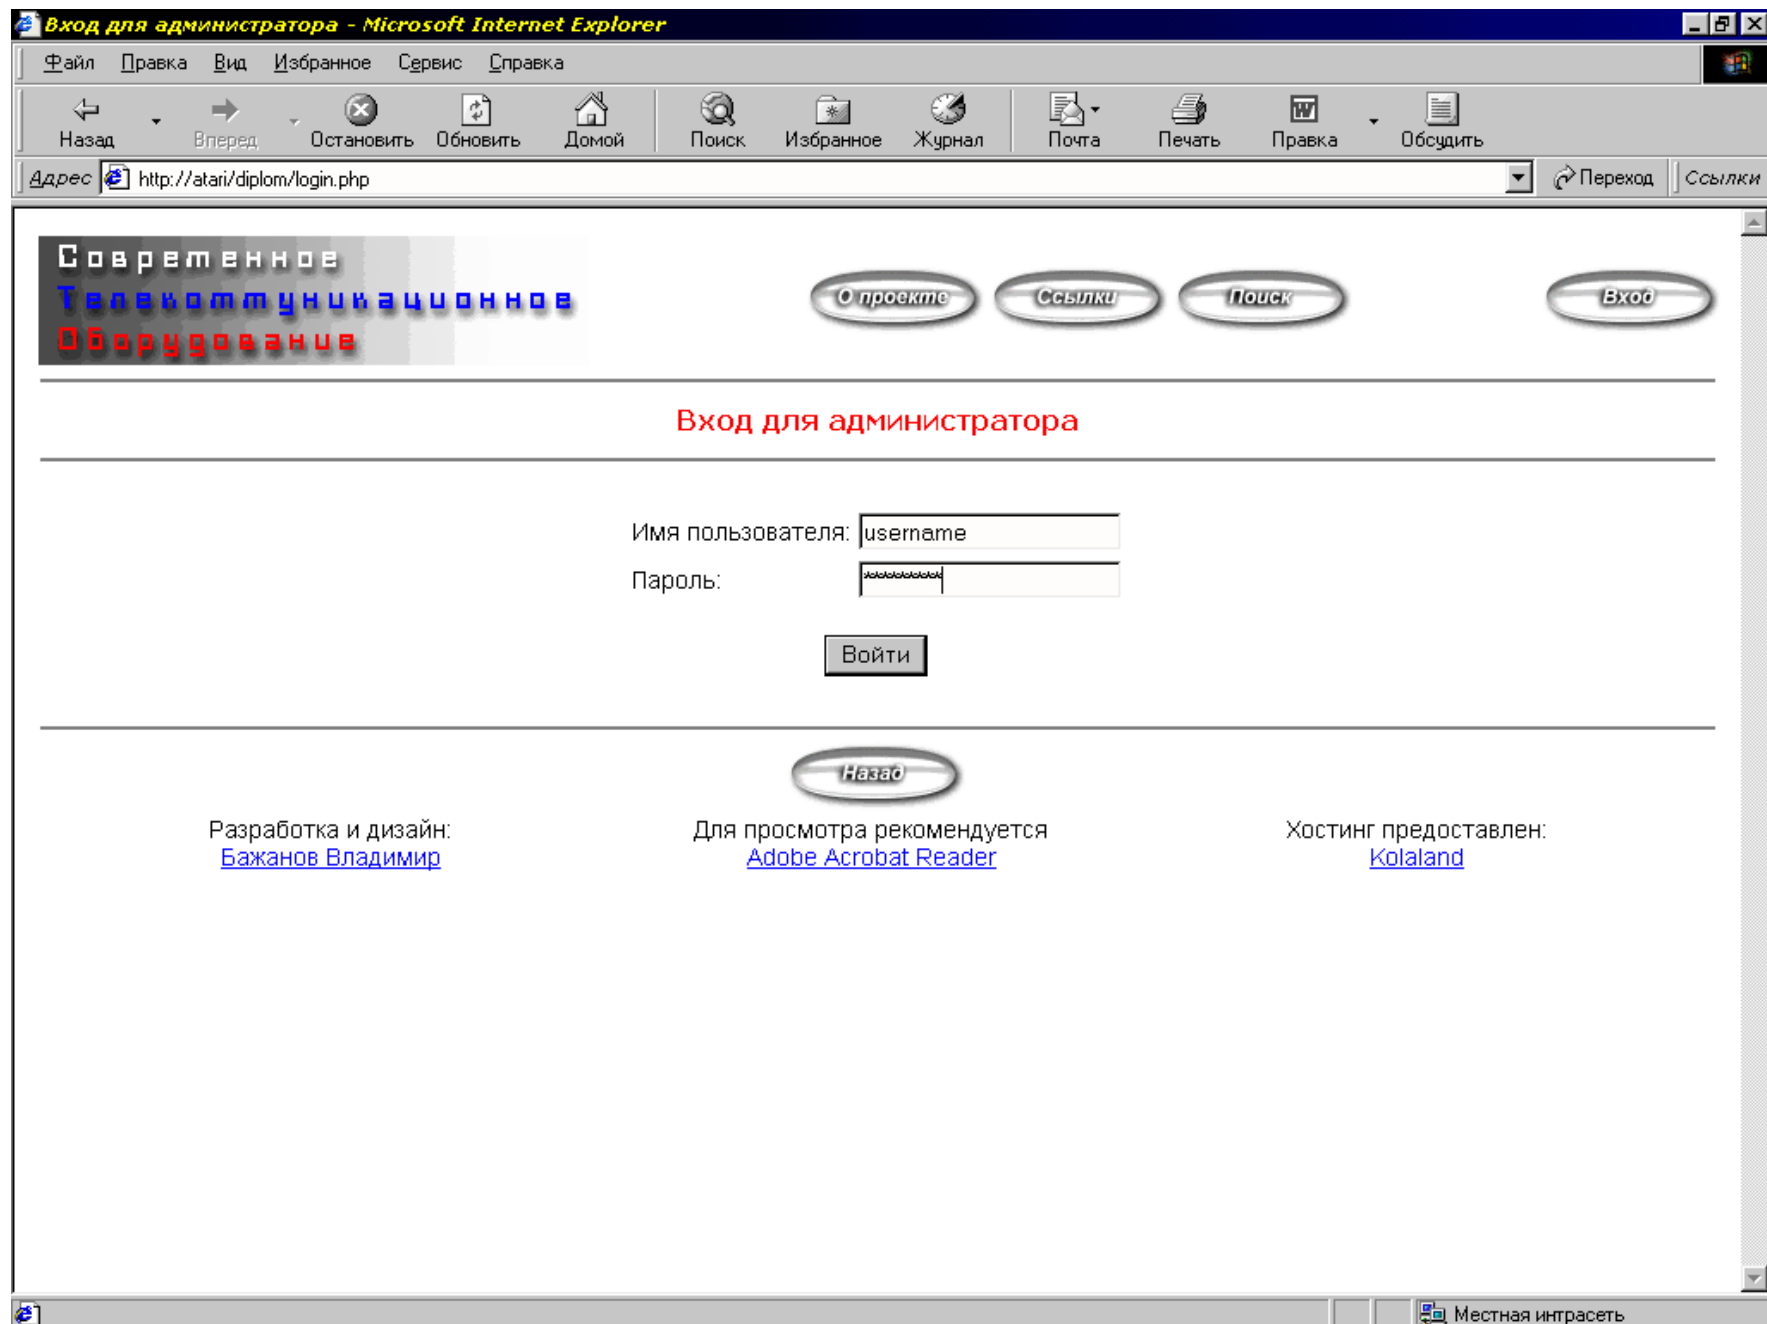 Вход для администратора - Microsoft Internet Explorer
Файл Правка Вид Избранное Сервис Справка
Назад Вперед Остановить Обновить Домой Поиск Избранное Журнал Почта Печать Правка Обсудить
Адрес http://atari/diplom/login.php Переход Ссылки
Современное
Телекоммуникационное
Оборудование
О проекте Ссылки Поиск Вход
Вход для администратора
Имя пользователя: username
Пароль: **********
Войти
Назад
Разработка и дизайн: Для просмотра рекомендуется Хостинг предоставлен:
Бажанов Владимир Adobe Acrobat Reader Kolaland
Местная интрасеть